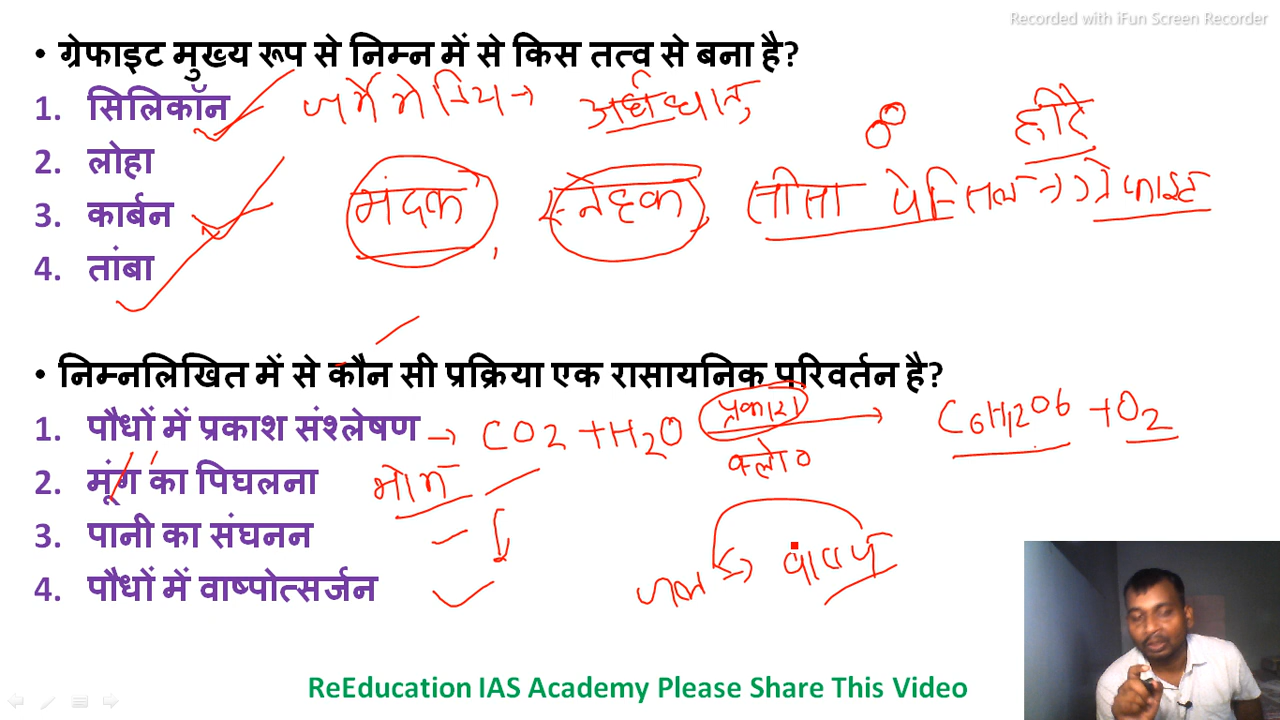 Recorded with iFun Screen Recorder
• ग्रेफाइट मुख्य रूप से निम्न में से किस तत्व से बना है?
1. सिलिकॉन
अर्धधातु
हीरे
2. लोहा
3. कार्बन
मंदक , स्नेहक , सीसा पेन्सिल → ग्रेफाइट
4. तांबा
• निम्नलिखित में से कौन सी प्रक्रिया एक रासायनिक परिवर्तन है?
1. पौधों में प्रकाश संश्लेषण → CO2 + H2O प्रकाश C6H12O6 + O2
क्लो०
2. मूंग का पिघलना मोम
3. पानी का संघनन
जल वाष्प
4. पौधों में वाष्पोत्सर्जन
ReEducation IAS Academy Please Share This Video